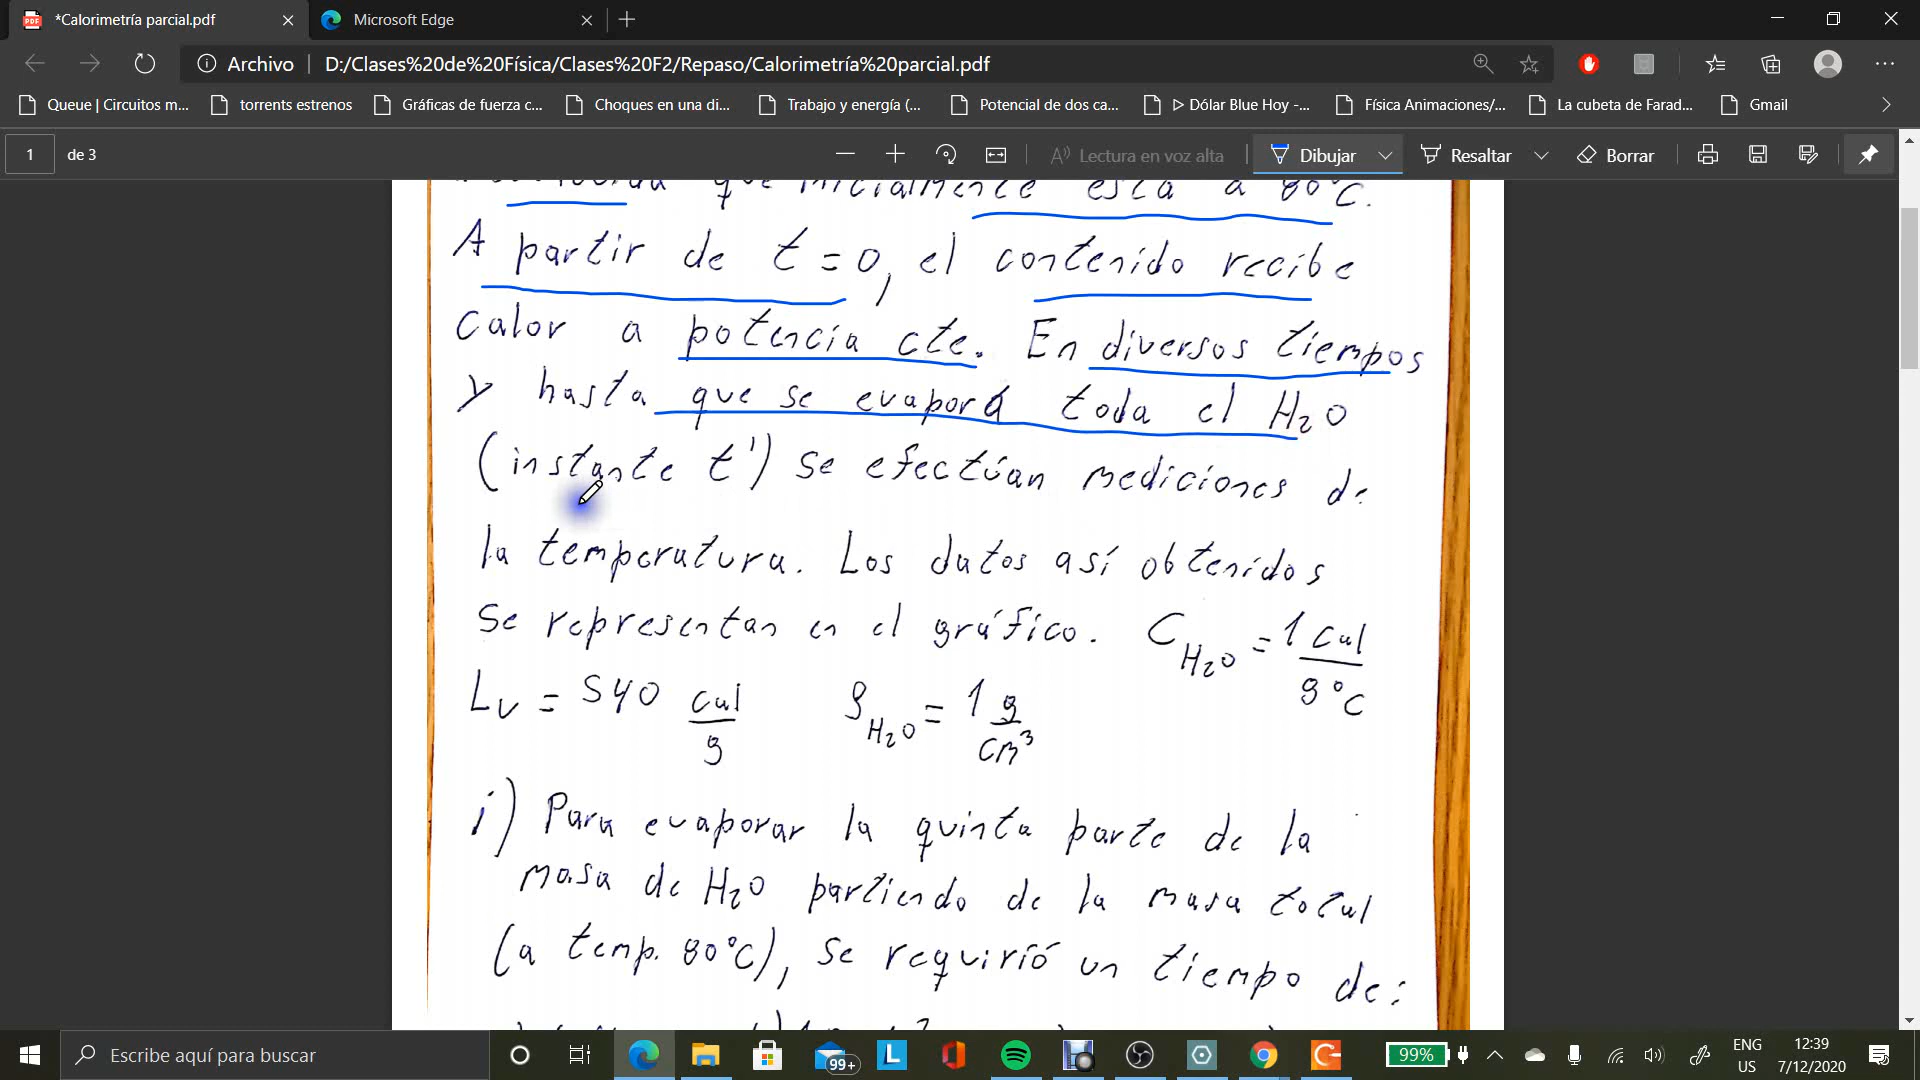 *Calorimetría parcial.pdf
Microsoft Edge
Archivo
D:/Clases%20de%20Física/Clases%20F2/Repaso/Calorimetría%20parcial.pdf
Queue | Circuitos m...
torrents estrenos
Gráficas de fuerza c...
Choques en una di...
Trabajo y energía (...
Potencial de dos ca...
Dólar Blue Hoy -...
Física Animaciones/...
La cubeta de Farad...
Gmail
1 de 3
Lectura en voz alta
Dibujar
Resaltar
Borrar
que inicialmente está a 80°C.
A partir de t = 0, el contenido recibe
calor a potencia cte. En diversos tiempos
y hasta que se evapora toda el H2O
(instante t') se efectúan mediciones de
la temperatura. Los datos así obtenidos
se representan en el gráfico. C H2O = 1 cal / g °C
Lv = 540 cal / g ρ H2O = 1 g / cm³
i) Para evaporar la quinta parte de la
masa de H2O partiendo de la masa total
(a temp. 80°C), se requirió un tiempo de:
Escribe aquí para buscar
99+
L
99%
ENG
US
12:39
7/12/2020